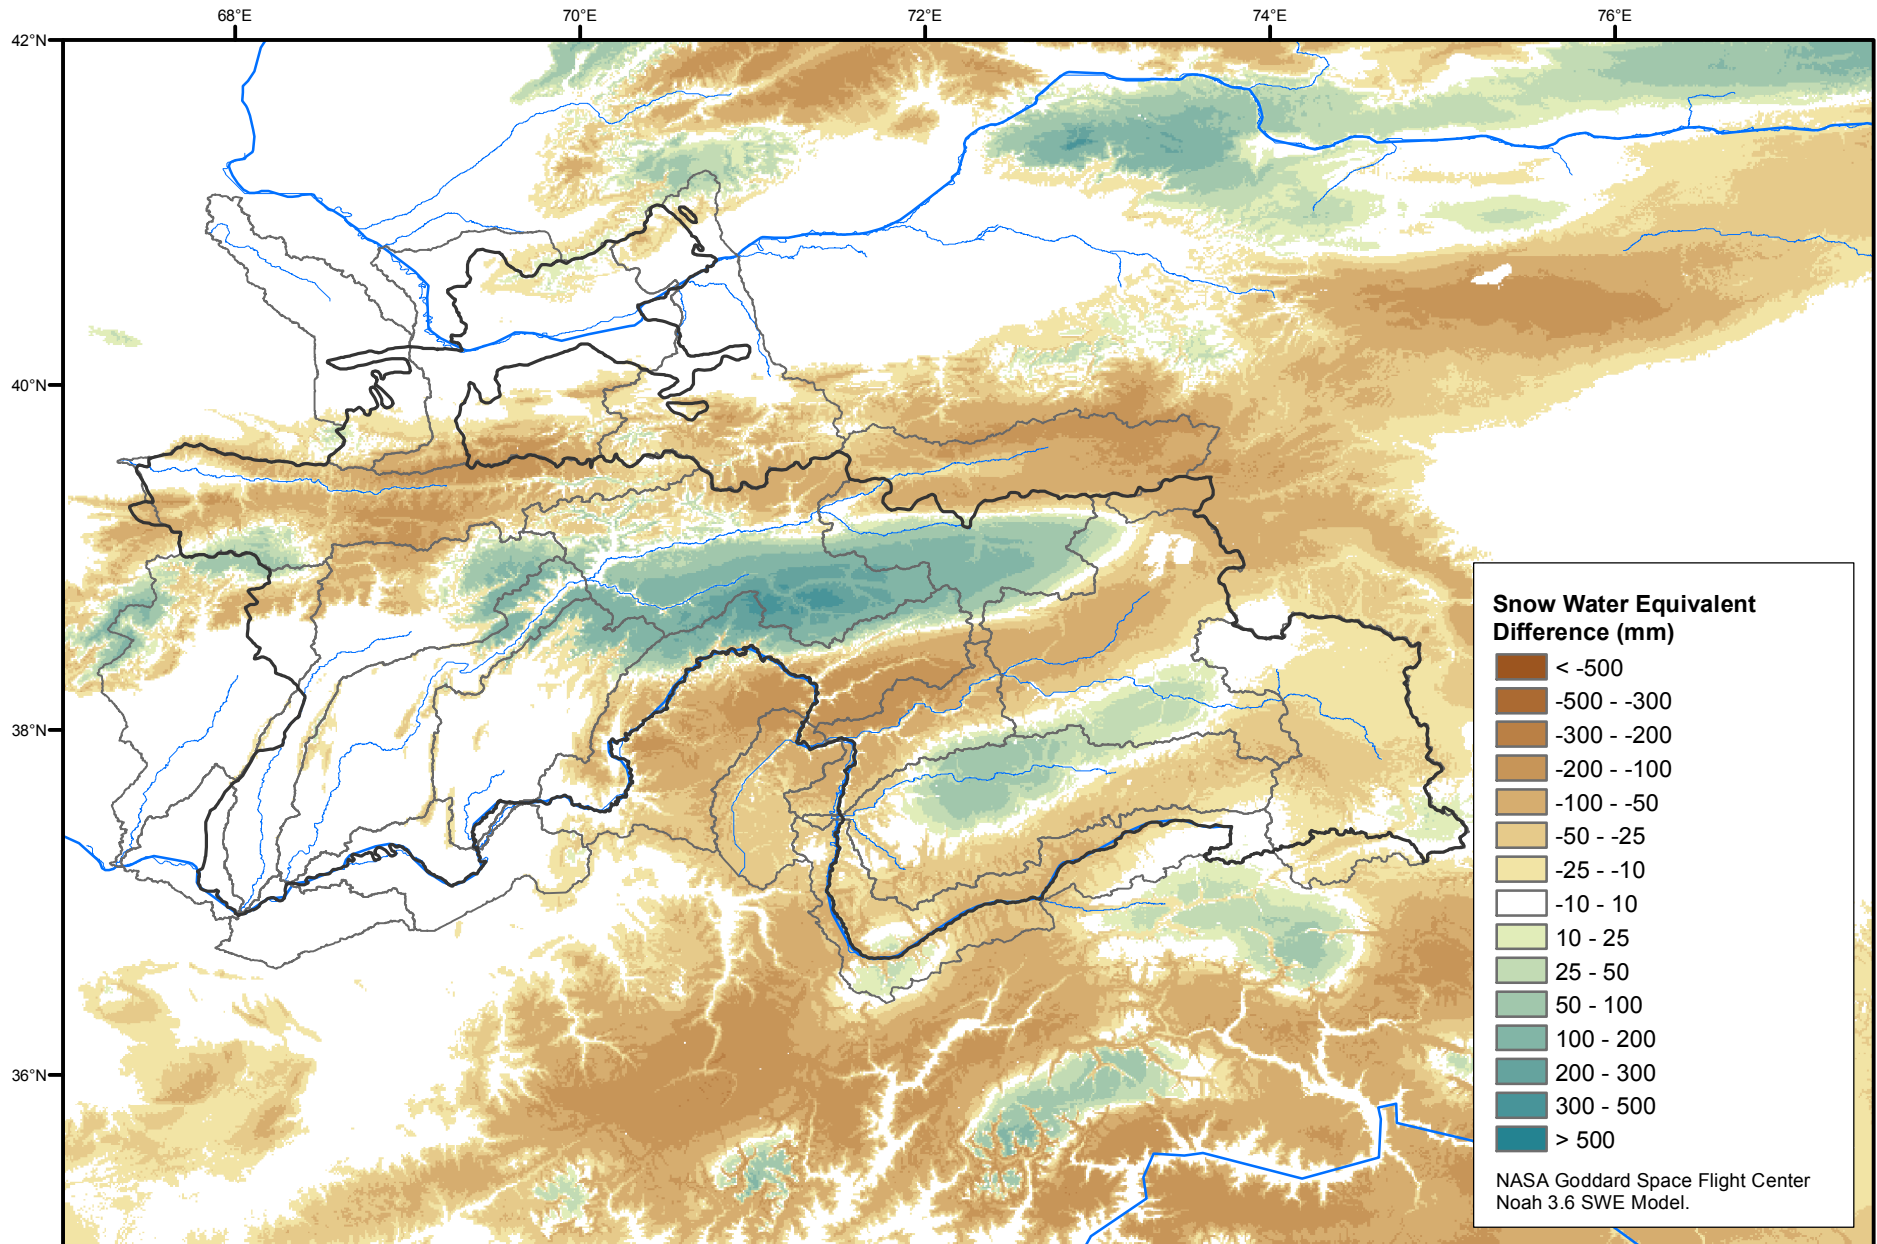 68°E
70°E
72°E
74°E
76°E
42°N
40°N
38°N
36°N
Snow Water Equivalent
Difference (mm)
< -500
-500 - -300
-300 - -200
-200 - -100
-100 - -50
-50 - -25
-25 - -10
-10 - 10
10 - 25
25 - 50
50 - 100
100 - 200
200 - 300
300 - 500
> 500
NASA Goddard Space Flight Center
Noah 3.6 SWE Model.